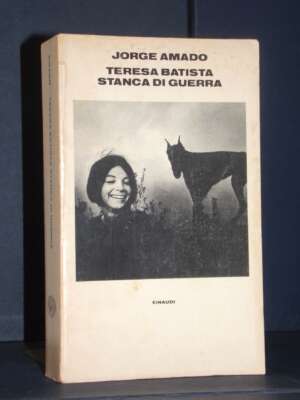 JORGE AMADO
TERESA BATISTA
STANCA DI GUERRA
EINAUDI